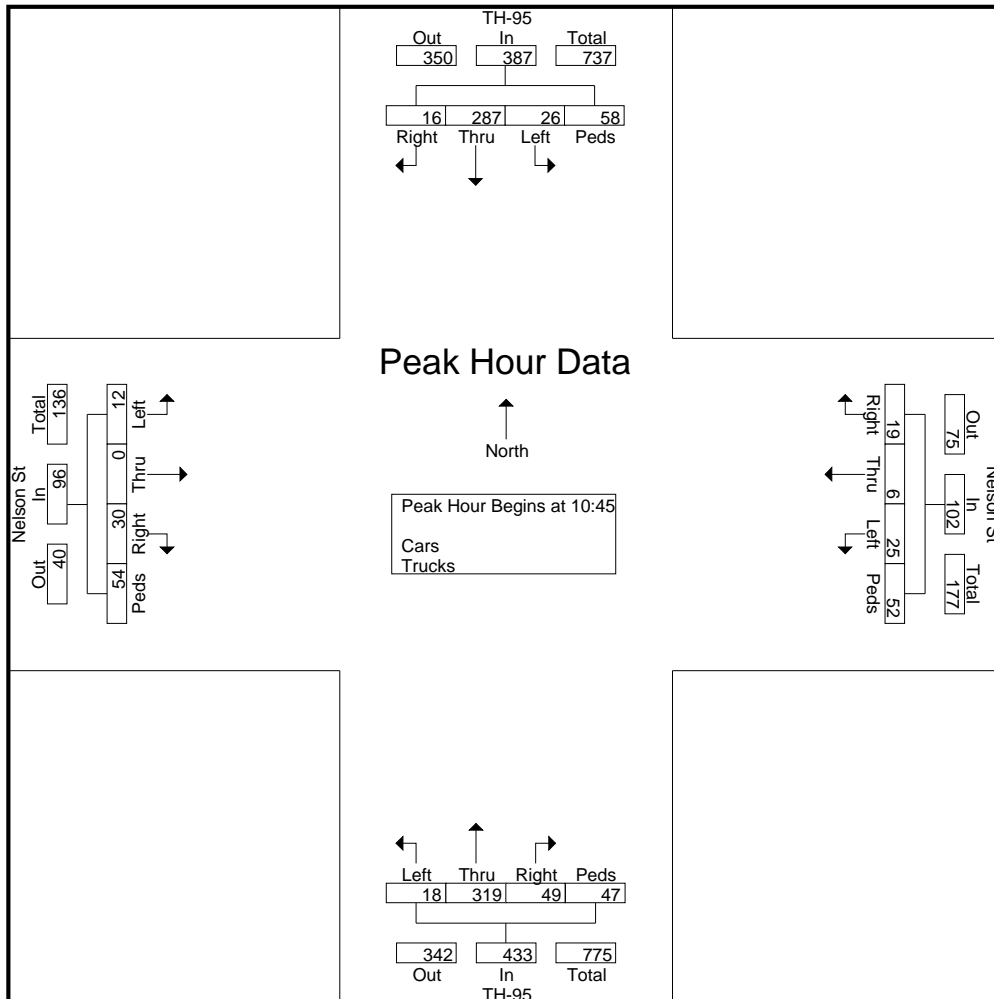 TH-95
Out In Total
350 387 737
16 287 26 58
Right Thru Left Peds
Peak Hour Data
North
Peak Hour Begins at 10:45
Cars
Trucks
Nelson St
Total In Out
136 96 40
12 0 30 54
Left Thru Right Peds
Right Thru Left Peds
19 6 25 52
Out In Total
75 102 177
Nelson St
Left Thru Right Peds
18 319 49 47
342 433 775
Out In Total
TH-95